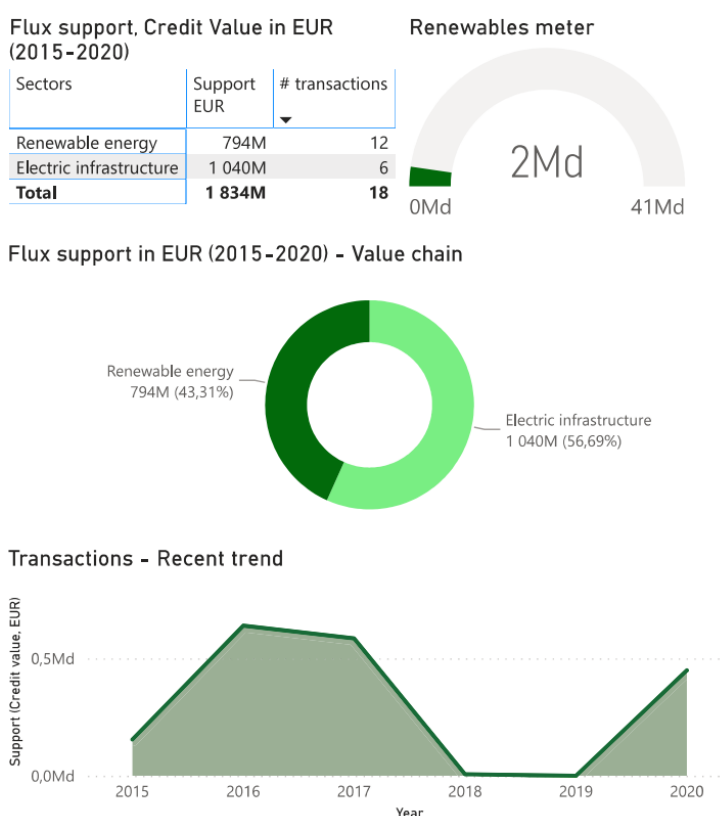 Flux support, Credit Value in EUR
(2015-2020)
Sectors Support EUR # transactions
Renewable energy 794M 12
Electric infrastructure 1 040M 6
Total 1 834M 18
Renewables meter
2Md
0Md 41Md
Flux support in EUR (2015-2020) - Value chain
Renewable energy
794M (43,31%)
Electric infrastructure
1 040M (56,69%)
Transactions - Recent trend
Support (Credit value, EUR)
0,5Md
0,0Md
2015 2016 2017 2018 2019 2020
Year